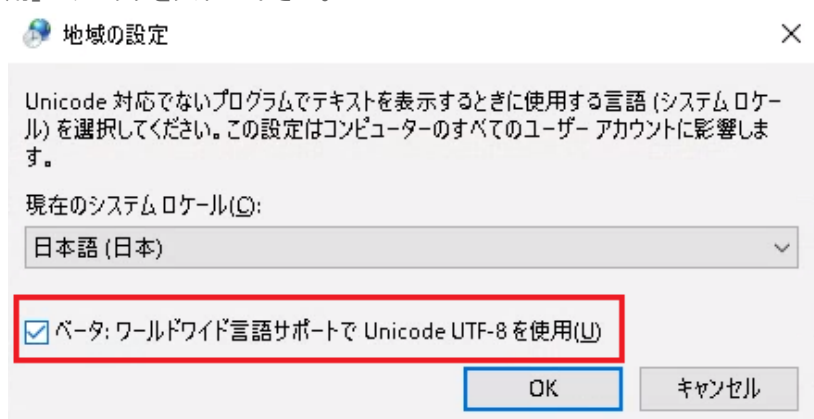 地域の設定
Unicode 対応でないプログラムでテキストを表示するときに使用する言語 (システム ロケー
ル) を選択してください。この設定はコンピューターのすべてのユーザー アカウントに影響しま
す。
現在のシステム ロケール(C):
日本語 (日本)
ベータ: ワールドワイド言語サポートで Unicode UTF-8 を使用(U)
OK
キャンセル